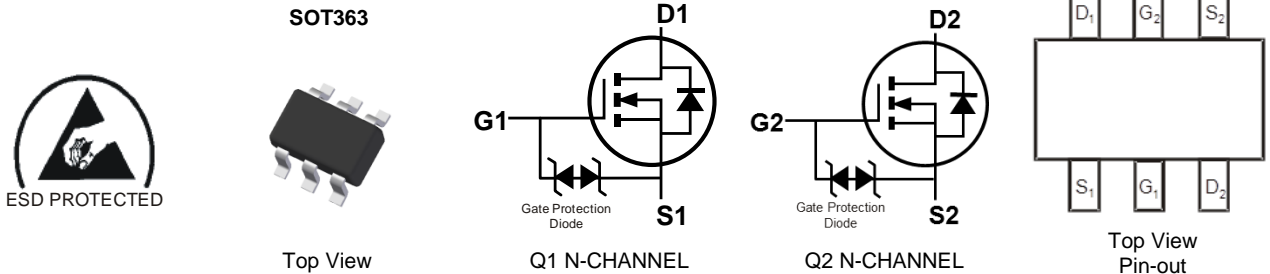 SOT363
ESD PROTECTED
Top View
D1
G1
Gate Protection
Diode
S1
Q1 N-CHANNEL
D2
G2
Gate Protection
Diode
S2
Q2 N-CHANNEL
D₁ G₂ S₂
S₁ G₁ D₂
Top View
Pin-out